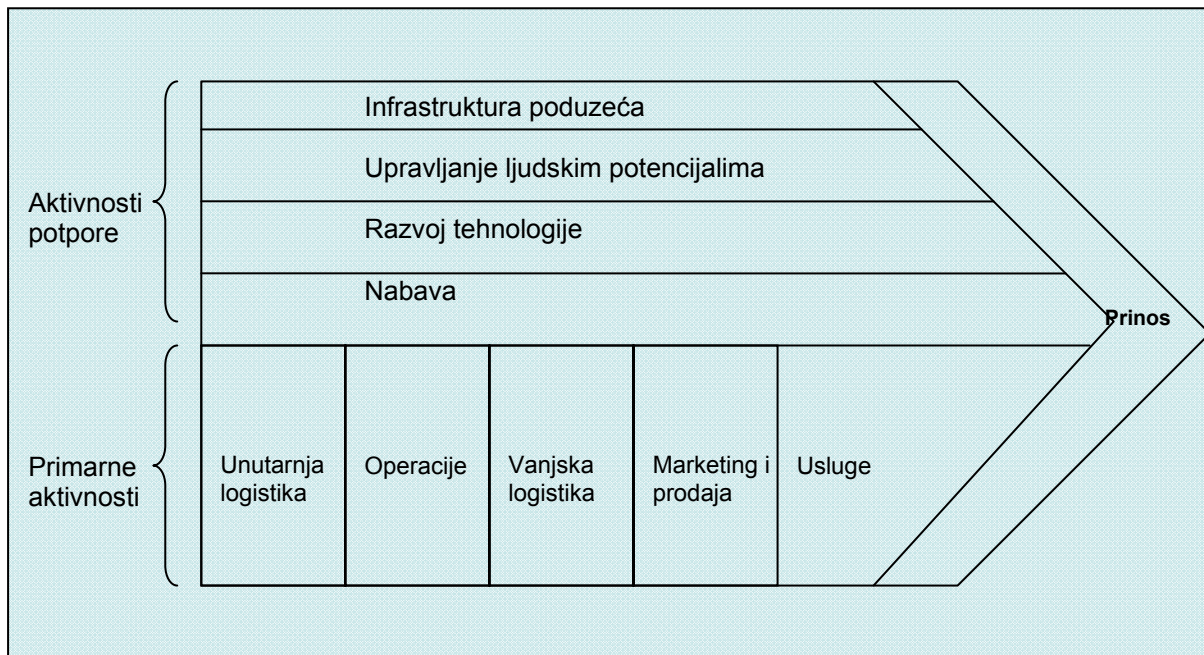 Infrastruktura poduzeća
Upravljanje ljudskim potencijalima
Aktivnosti
potpore
Razvoj tehnologije
Nabava
Prinos
Primarne
aktivnosti
Unutarnja
logistika
Operacije
Vanjska
logistika
Marketing i
prodaja
Usluge